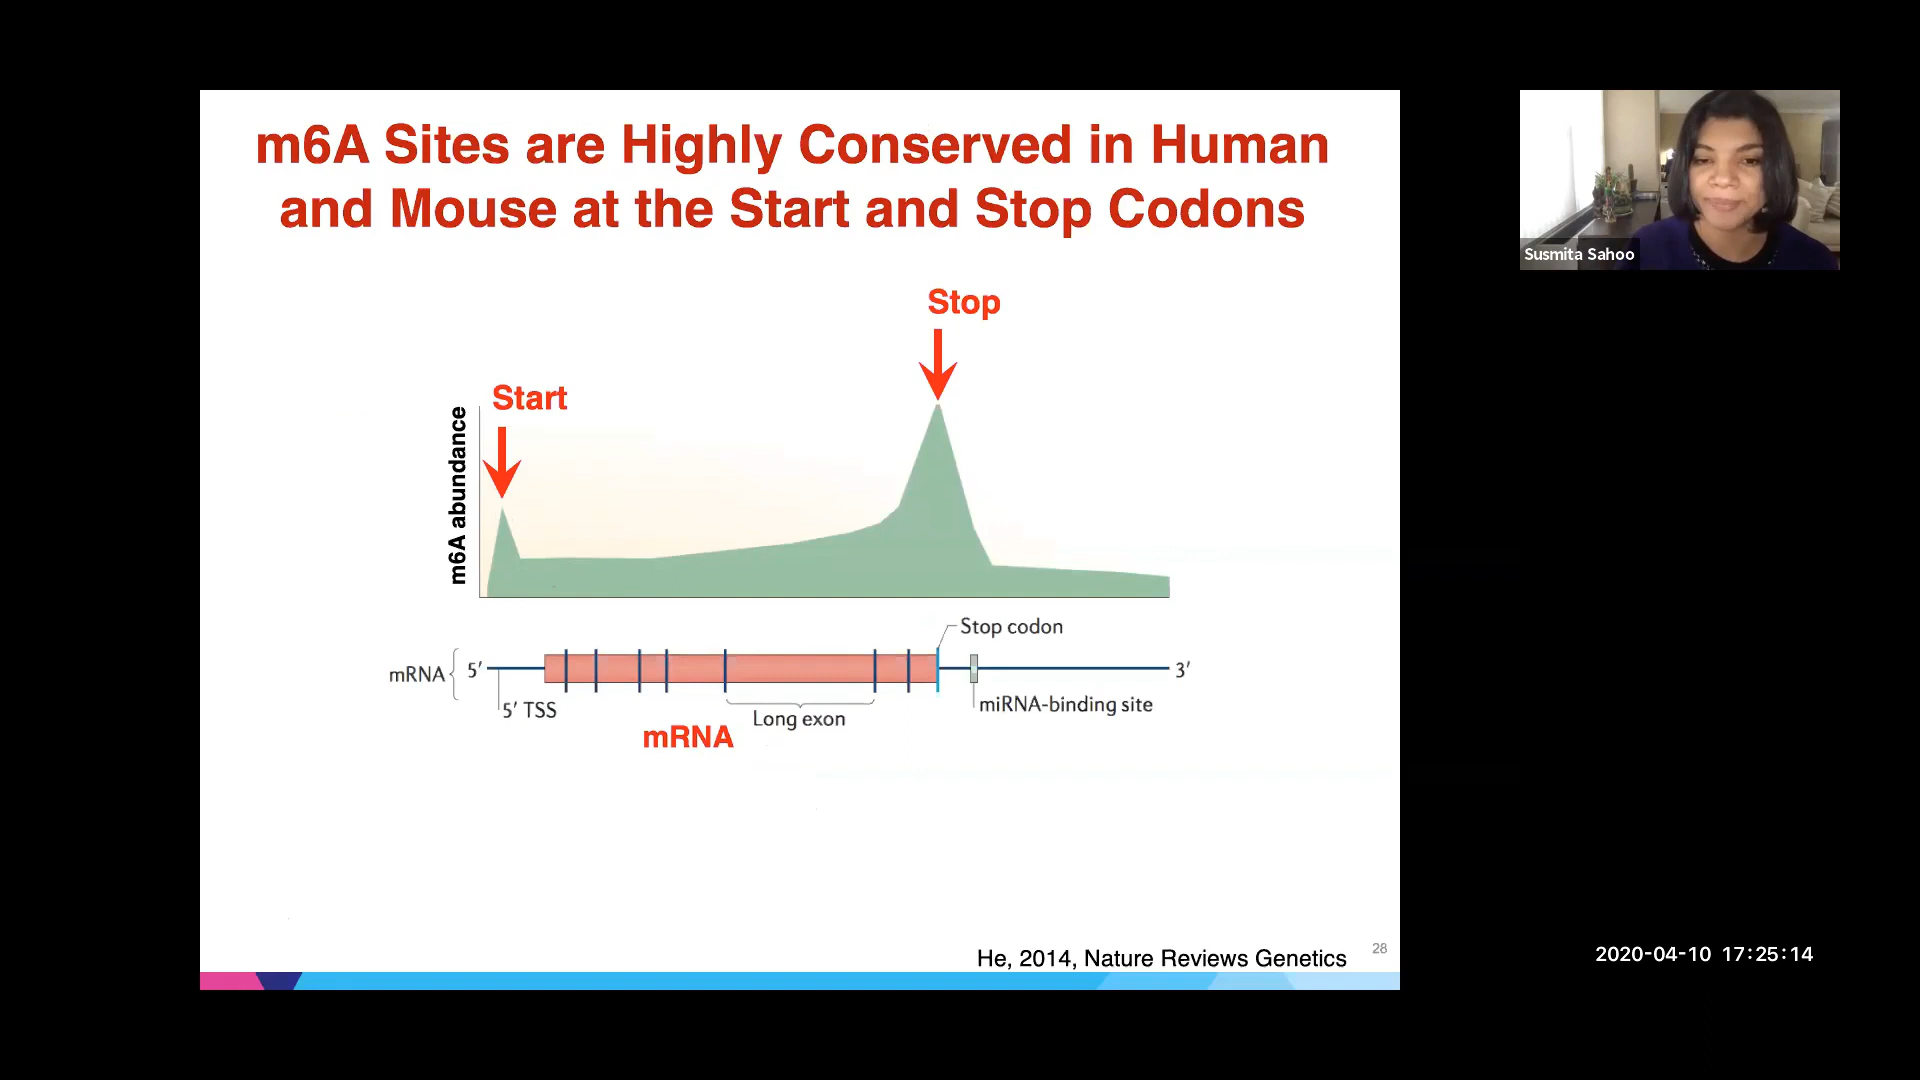 m6A Sites are Highly Conserved in Human
and Mouse at the Start and Stop Codons
Susmita Sahoo
Stop
Start
m6A abundance
Stop codon
mRNA
5′
3′
5′ TSS
miRNA-binding site
Long exon
mRNA
He, 2014, Nature Reviews Genetics
28
2020-04-10 17:25:14